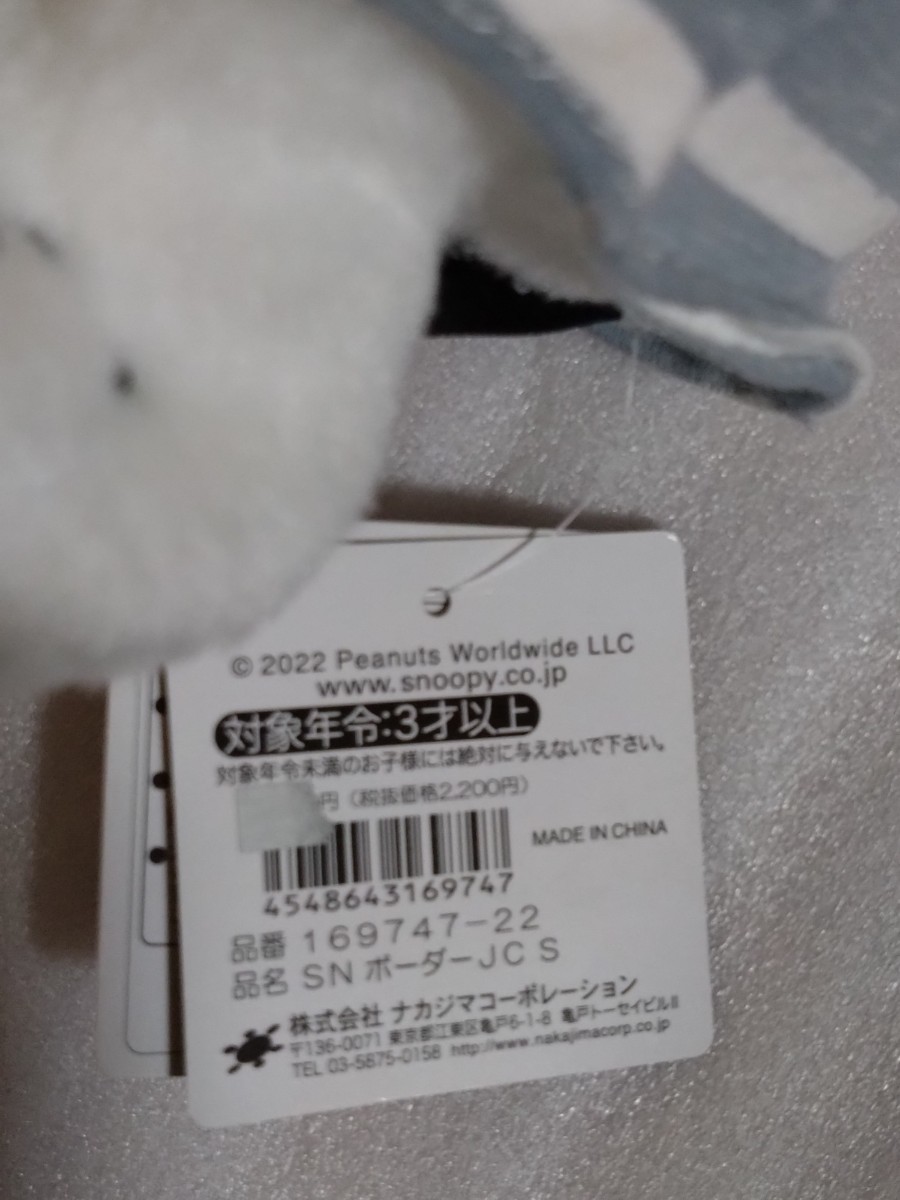 © 2022 Peanuts Worldwide LLC
www.snoopy.co.jp
対象年令:3才以上
対象年令未満のお子様には絶対に与えないで下さい。
円(税抜価格2,200円)
MADE IN CHINA
4548643169747
品番 169747-22
品名 SNボーダーJC S
株式会社 ナカジマコーポレーション
〒136-0071 東京都江東区亀戸6-1-8 亀戸トーセイビルⅡ
TEL 03-5875-0158 http://www.nakajimacorp.co.jp